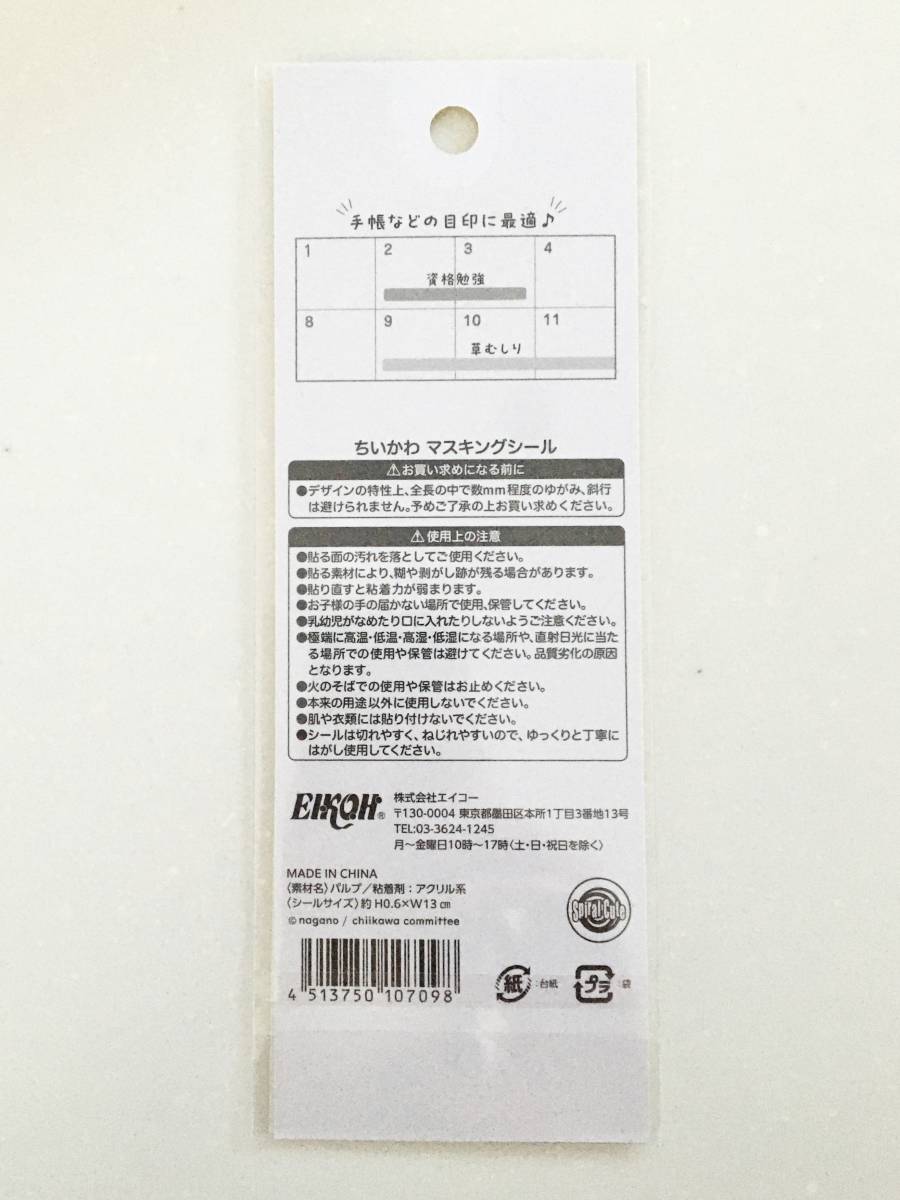 手帳などの目印に最適♪
1 2 3 4
資格勉強
8 9 10 11
草むしり
ちいかわ マスキングシール
⚠お買い求めになる前に
●デザインの特性上、全長の中で数mm程度のゆがみ、斜行
は避けられません。予めご了承の上お買い求めください。
⚠使用上の注意
●貼る面の汚れを落としてご使用ください。
●貼る素材により、糊や剥がし跡が残る場合があります。
●貼り直すと粘着力が弱まります。
●お子様の手の届かない場所で使用、保管してください。
●乳幼児がなめたり口に入れたりしないようご注意ください。
●極端に高温・低温・高湿・低湿になる場所や、直射日光に当た
る場所での使用や保管は避けてください。品質劣化の原因
となります。
●火のそばでの使用や保管はお止めください。
●本来の用途以外に使用しないでください。
●肌や衣類には貼り付けないでください。
●シールは切れやすく、ねじれやすいので、ゆっくりと丁寧に
はがし使用してください。
EIKOH®
株式会社エイコー
〒130-0004 東京都墨田区本所1丁目3番地13号
TEL:03-3624-1245
月～金曜日10時～17時〈土・日・祝日を除く〉
MADE IN CHINA
〈素材名〉パルプ／粘着剤：アクリル系
〈シールサイズ〉約 H0.6×W13 ㎝
©nagano / chiikawa committee
Spiral Cute
4 513750 107098
紙 :台紙
プラ :袋